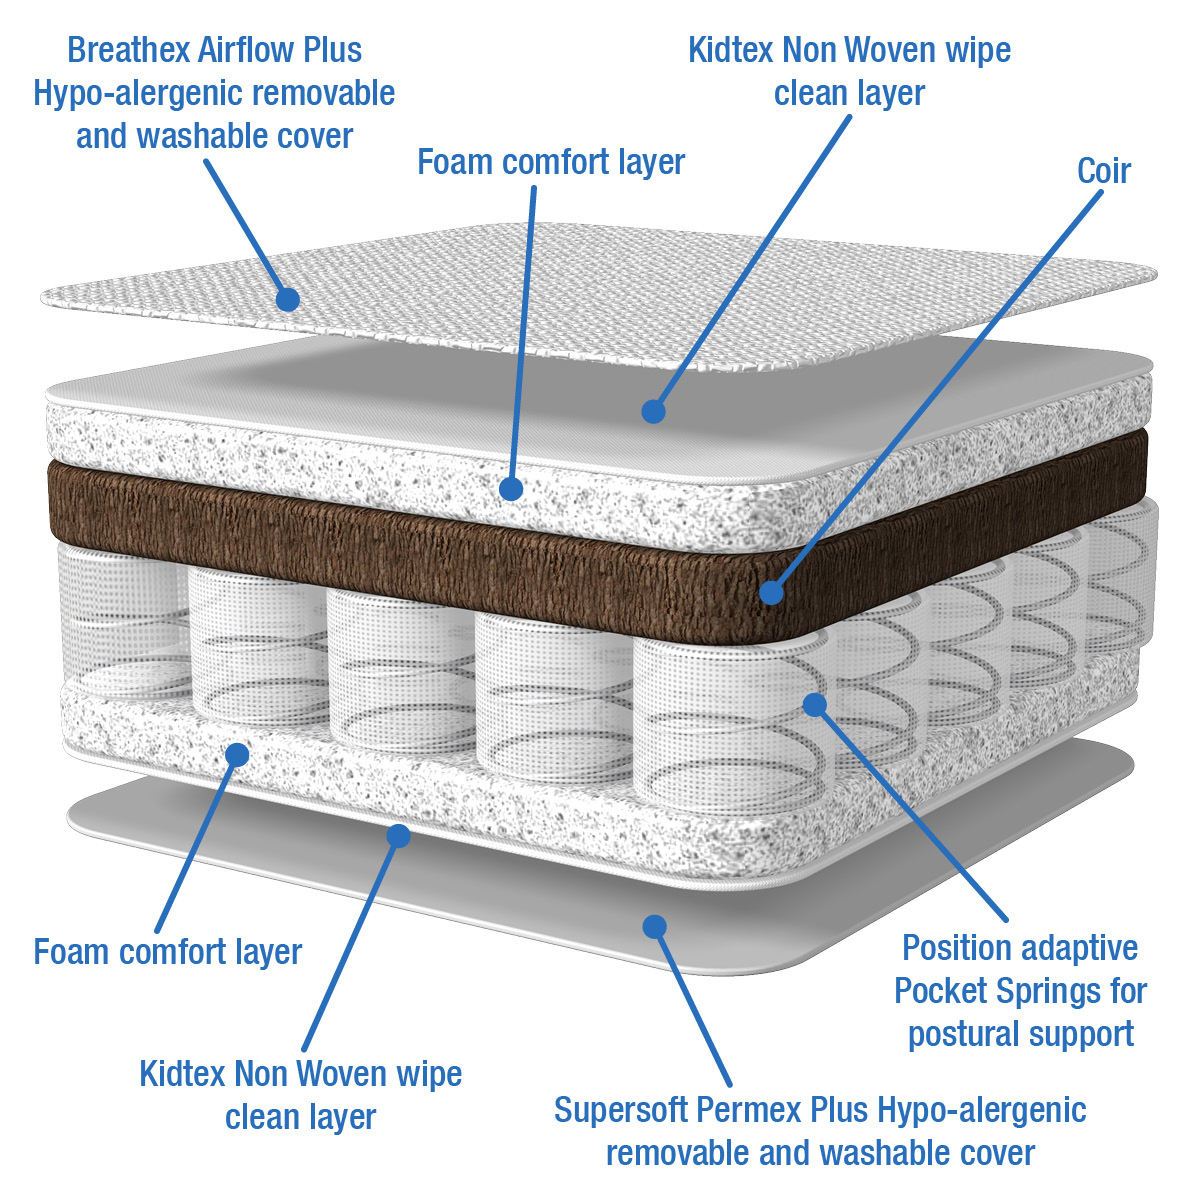 Breathex Airflow Plus
Hypo-alergenic removable
and washable cover
Kidtex Non Woven wipe
clean layer
Foam comfort layer
Coir
Foam comfort layer
Position adaptive
Pocket Springs for
postural support
Kidtex Non Woven wipe
clean layer
Supersoft Permex Plus Hypo-alergenic
removable and washable cover